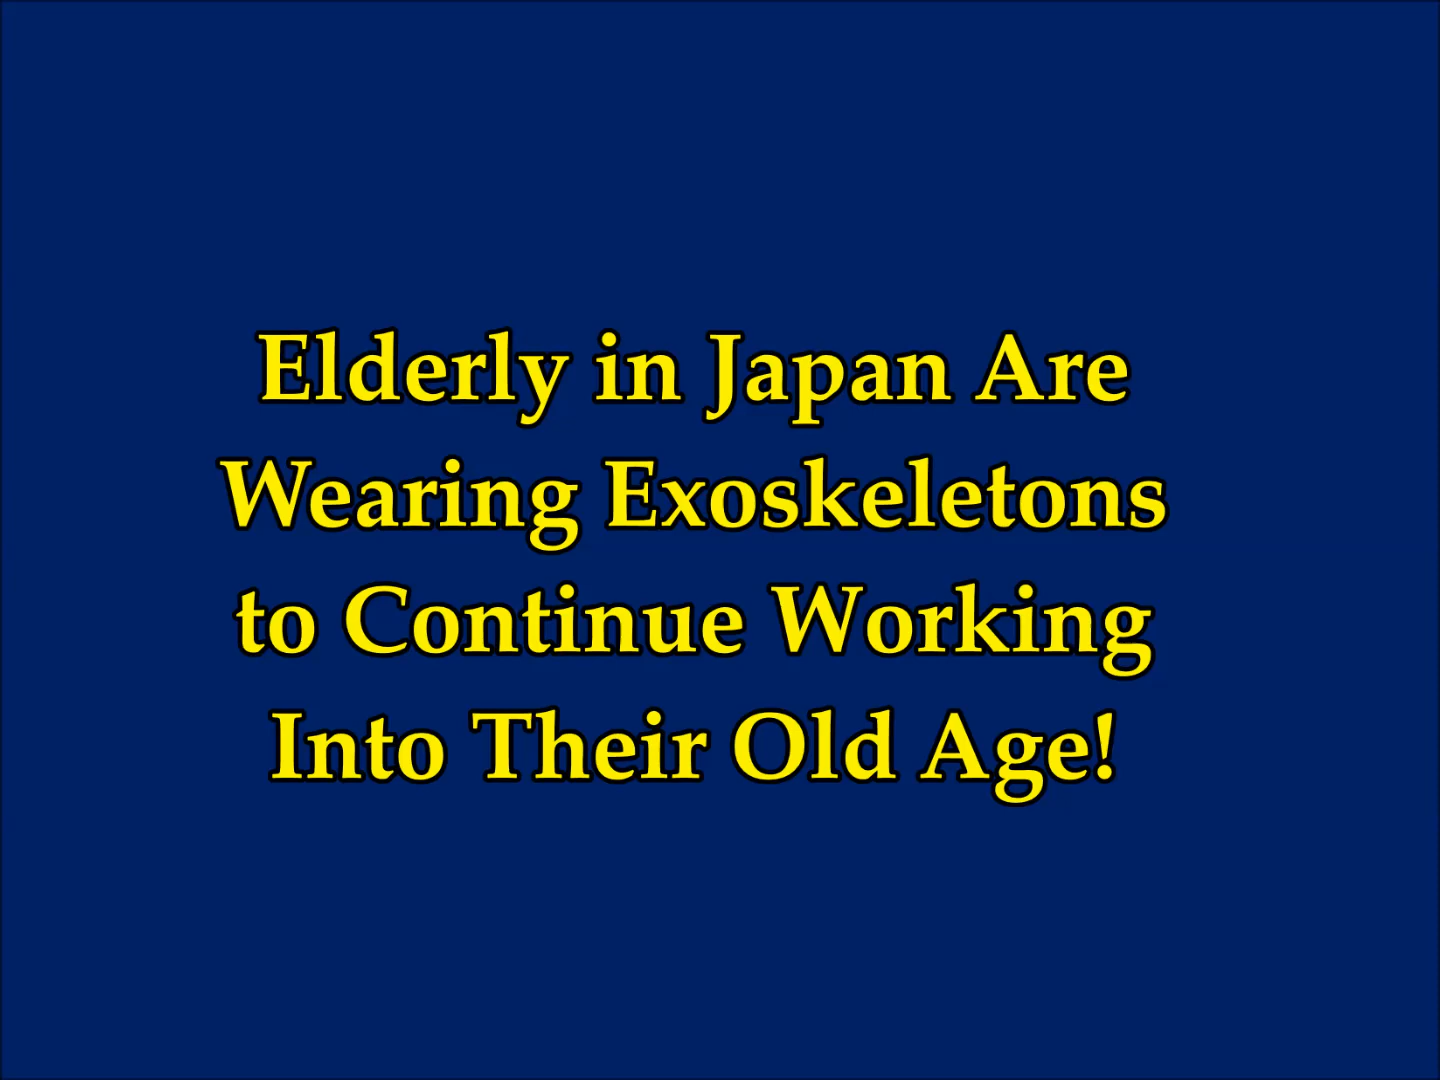 Elderly in Japan Are
Wearing Exoskeletons
to Continue Working
Into Their Old Age!